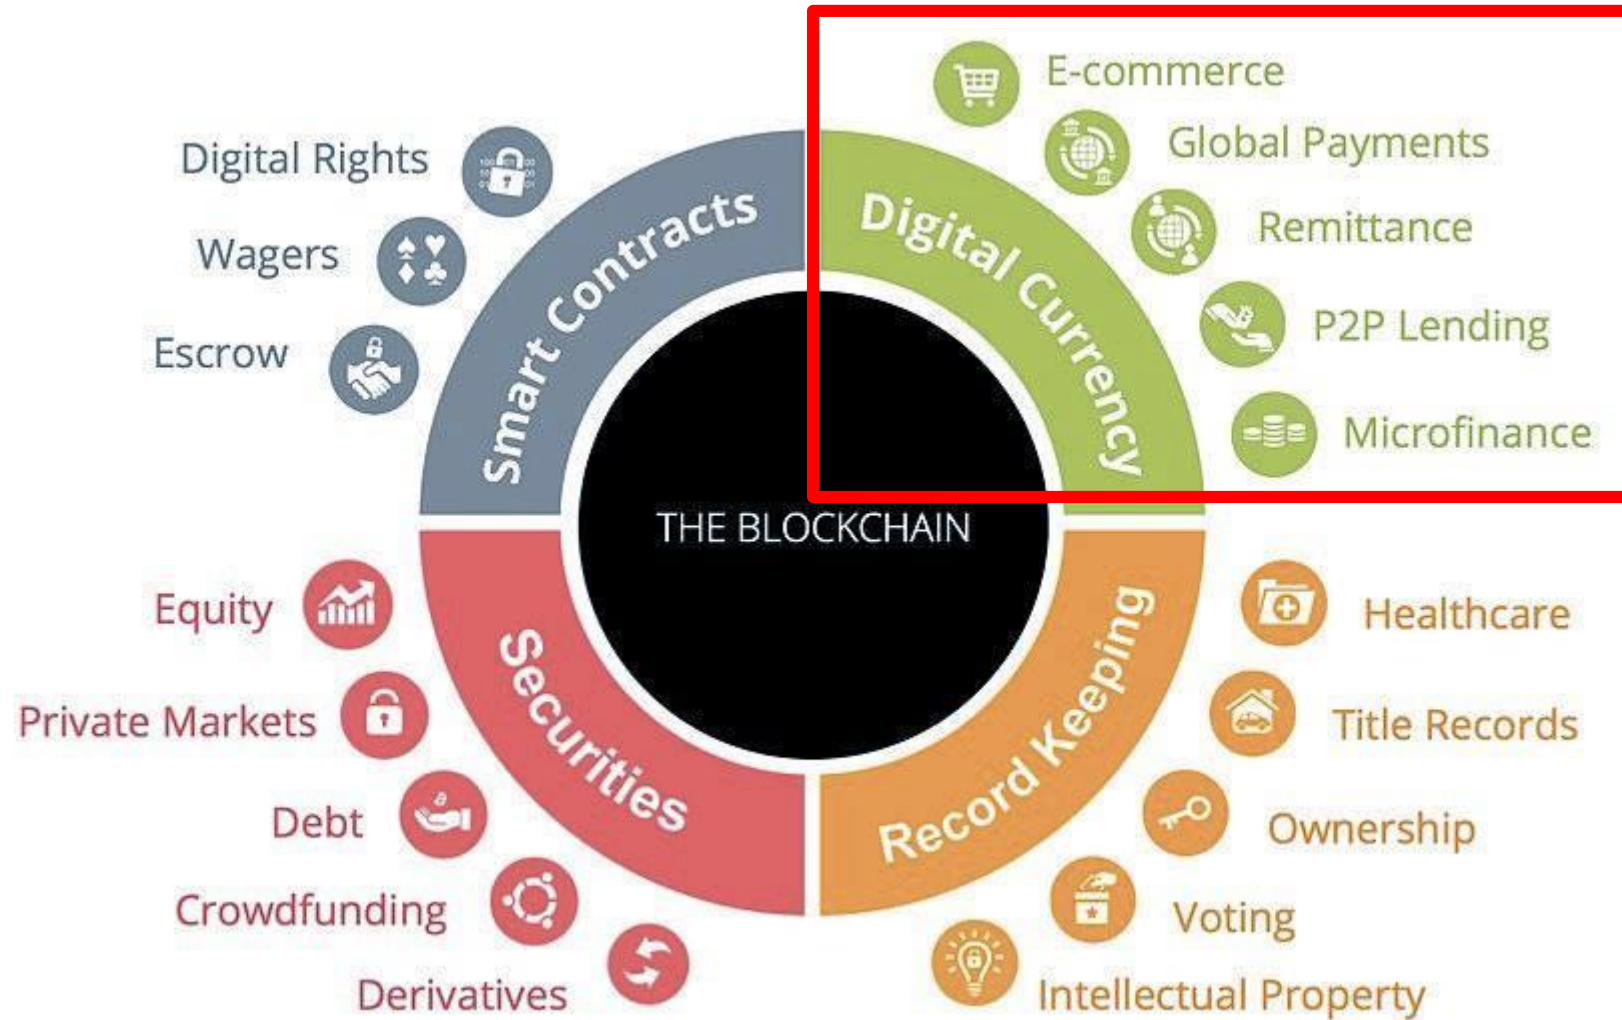 E-commerce
Global Payments
Remittance
P2P Lending
Microfinance
Digital Rights
Wagers
Escrow
Smart Contracts
Digital Currency
THE BLOCKCHAIN
Securities
Record Keeping
Equity
Private Markets
Debt
Crowdfunding
Derivatives
Healthcare
Title Records
Ownership
Voting
Intellectual Property